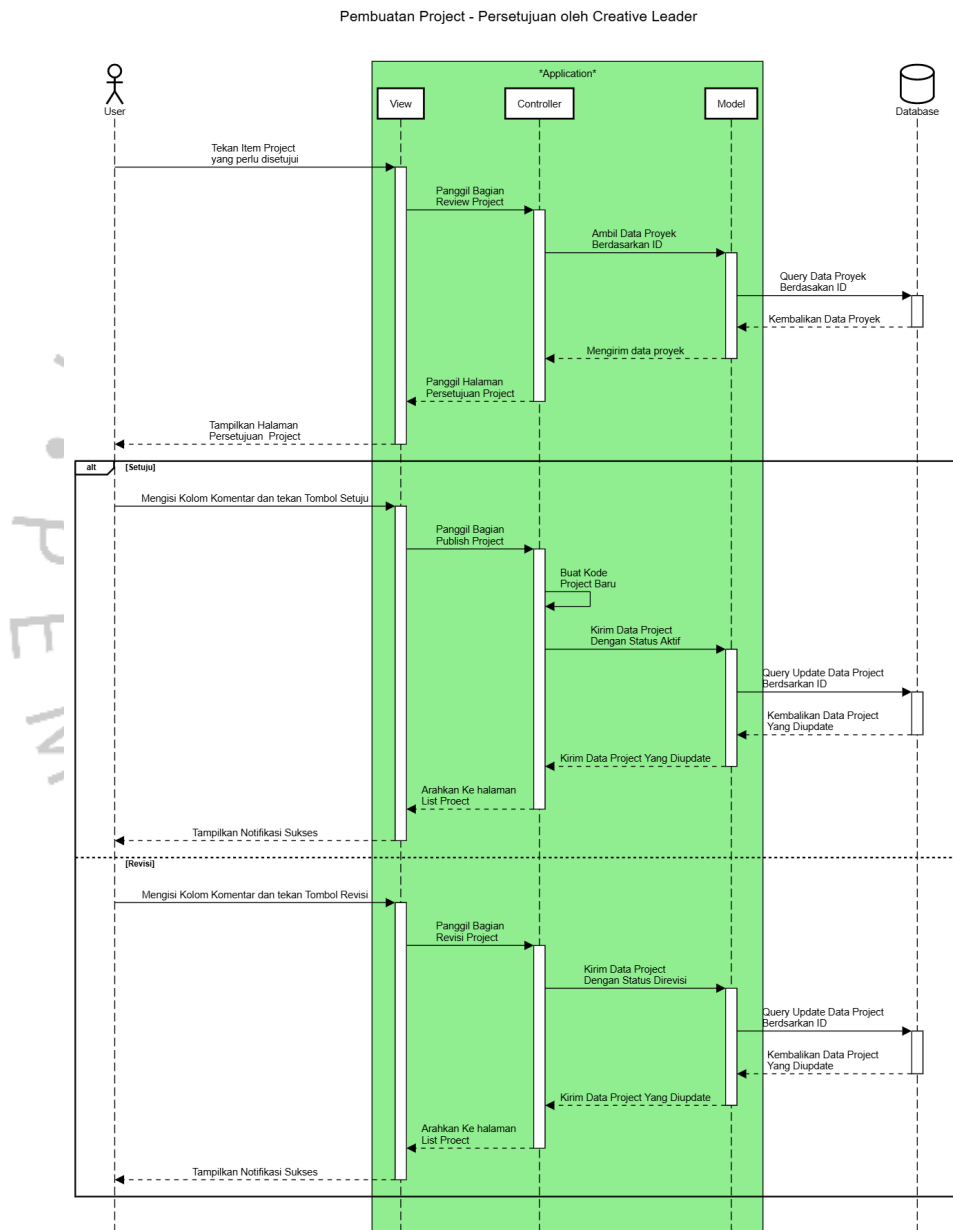 Pembuatan Project - Persetujuan oleh Creative Leader
*Application*
User
View
Controller
Model
Database
Tekan Item Project
yang perlu disetujui
Panggil Bagian
Review Project
Ambil Data Proyek
Berdasarkan ID
Query Data Proyek
Berdasakan ID
Kembalikan Data Proyek
Mengirim data proyek
Panggil Halaman
Persetujuan Project
Tampilkan Halaman
Persetujuan Project
alt
[Setuju]
Mengisi Kolom Komentar dan tekan Tombol Setuju
Panggil Bagian
Publish Project
Buat Kode
Project Baru
Kirim Data Project
Dengan Status Aktif
Query Update Data Project
Berdsarkan ID
Kembalikan Data Project
Yang Diupdate
Kirim Data Project Yang Diupdate
Arahkan Ke halaman
List Proect
Tampilkan Notifikasi Sukses
[Revisi]
Mengisi Kolom Komentar dan tekan Tombol Revisi
Panggil Bagian
Revisi Project
Kirim Data Project
Dengan Status Direvisi
Query Update Data Project
Berdsarkan ID
Kembalikan Data Project
Yang Diupdate
Kirim Data Project Yang Diupdate
Arahkan Ke halaman
List Proect
Tampilkan Notifikasi Sukses